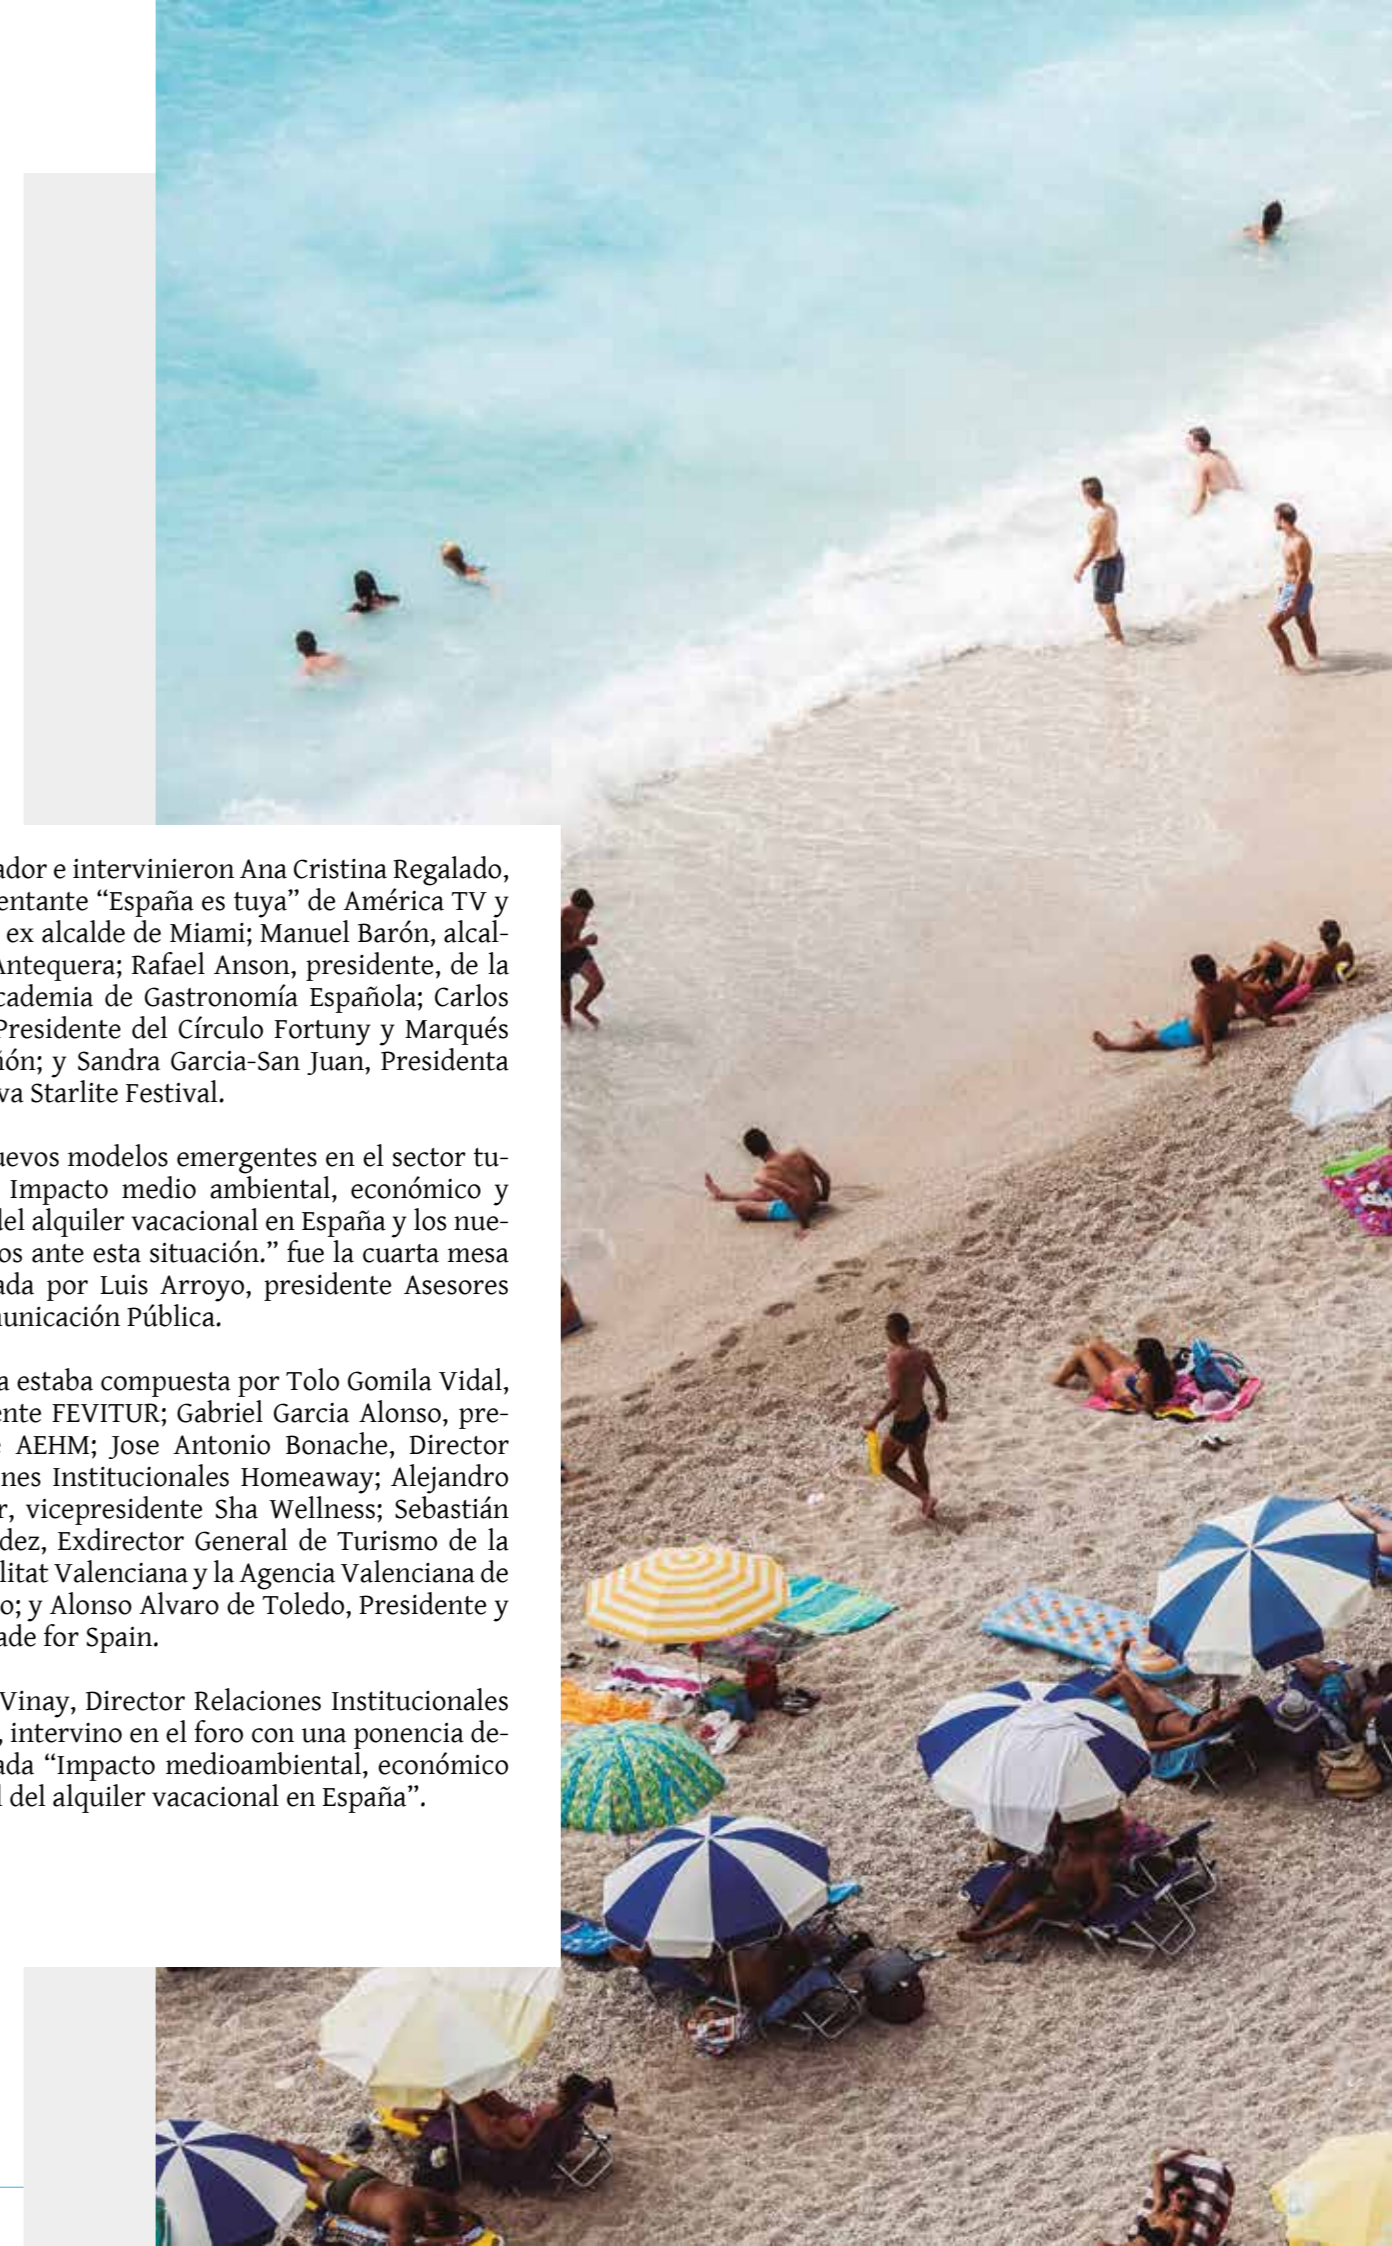 ador e intervinieron Ana Cristina Regalado,
entante “España es tuya” de América TV y
ex alcalde de Miami; Manuel Barón, alcal-
Antequera; Rafael Anson, presidente, de la
cademia de Gastronomía Española; Carlos
Presidente del Círculo Fortuny y Marqués
ñón; y Sandra Garcia-San Juan, Presidenta
va Starlite Festival.
uevos modelos emergentes en el sector tu-
Impacto medio ambiental, económico y
del alquiler vacacional en España y los nue-
os ante esta situación.” fue la cuarta mesa
ada por Luis Arroyo, presidente Asesores
unicación Pública.
a estaba compuesta por Tolo Gomila Vidal,
ente FEVITUR; Gabriel Garcia Alonso, pre-
e AEHM; Jose Antonio Bonache, Director
nes Institucionales Homeaway; Alejandro
r, vicepresidente Sha Wellness; Sebastián
dez, Exdirector General de Turismo de la
litat Valenciana y la Agencia Valenciana de
o; y Alonso Alvaro de Toledo, Presidente y
ade for Spain.
Vinay, Director Relaciones Institucionales
, intervino en el foro con una ponencia de-
ada “Impacto medioambiental, económico
l del alquiler vacacional en España”.